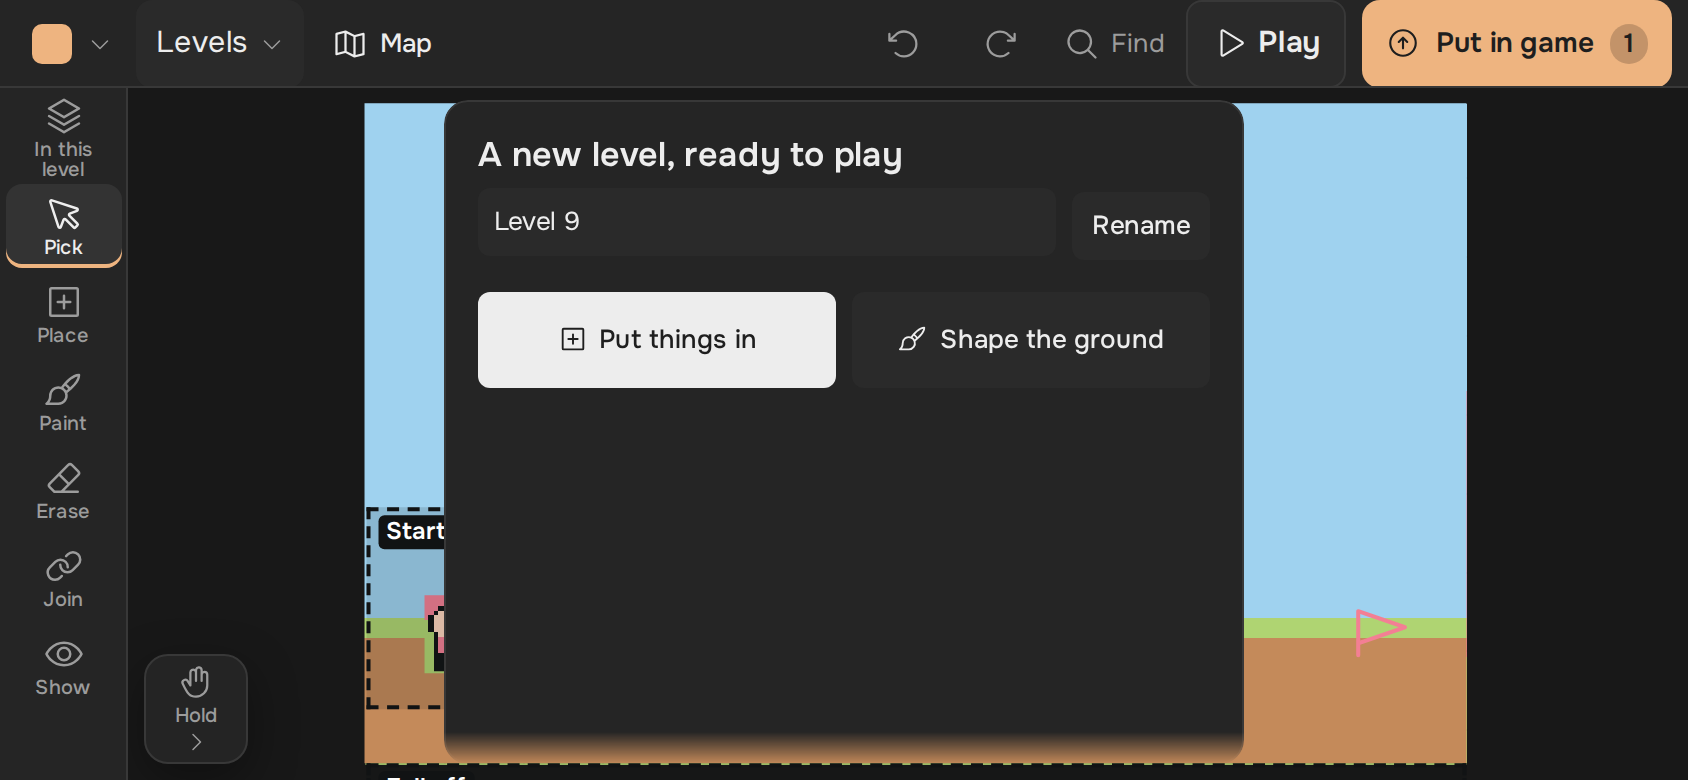 Levels
Map
Find
Play
Put in game
1
In this
level
Pick
Place
Paint
Erase
Join
Show
Hold
A new level, ready to play
Level 9
Rename
Put things in
Shape the ground
Start